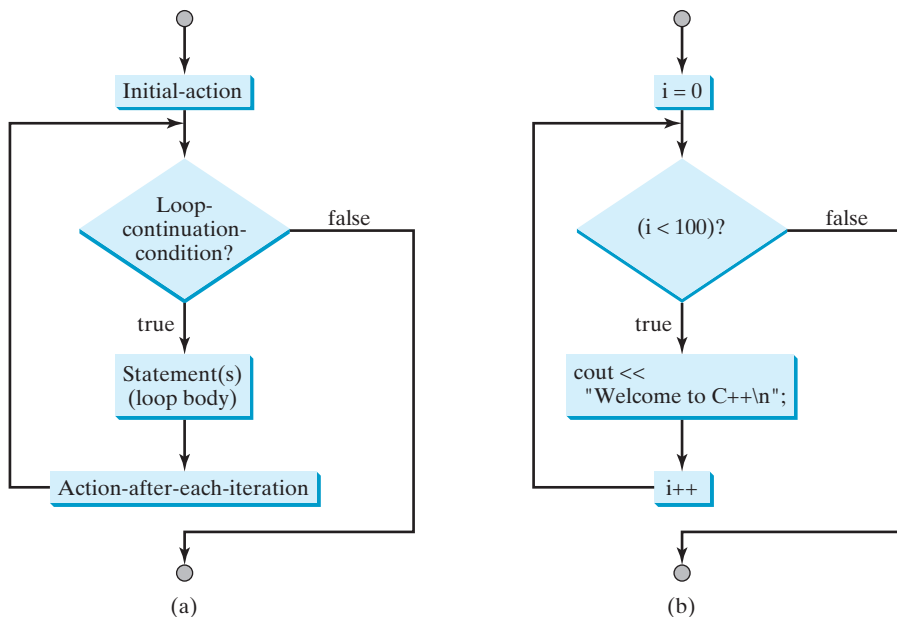 Initial-action
Loop-
continuation-
condition?
false
true
Statement(s)
(loop body)
Action-after-each-iteration
(a)
i = 0
(i < 100)?
false
true
cout <<
"Welcome to C++\n";
i++
(b)